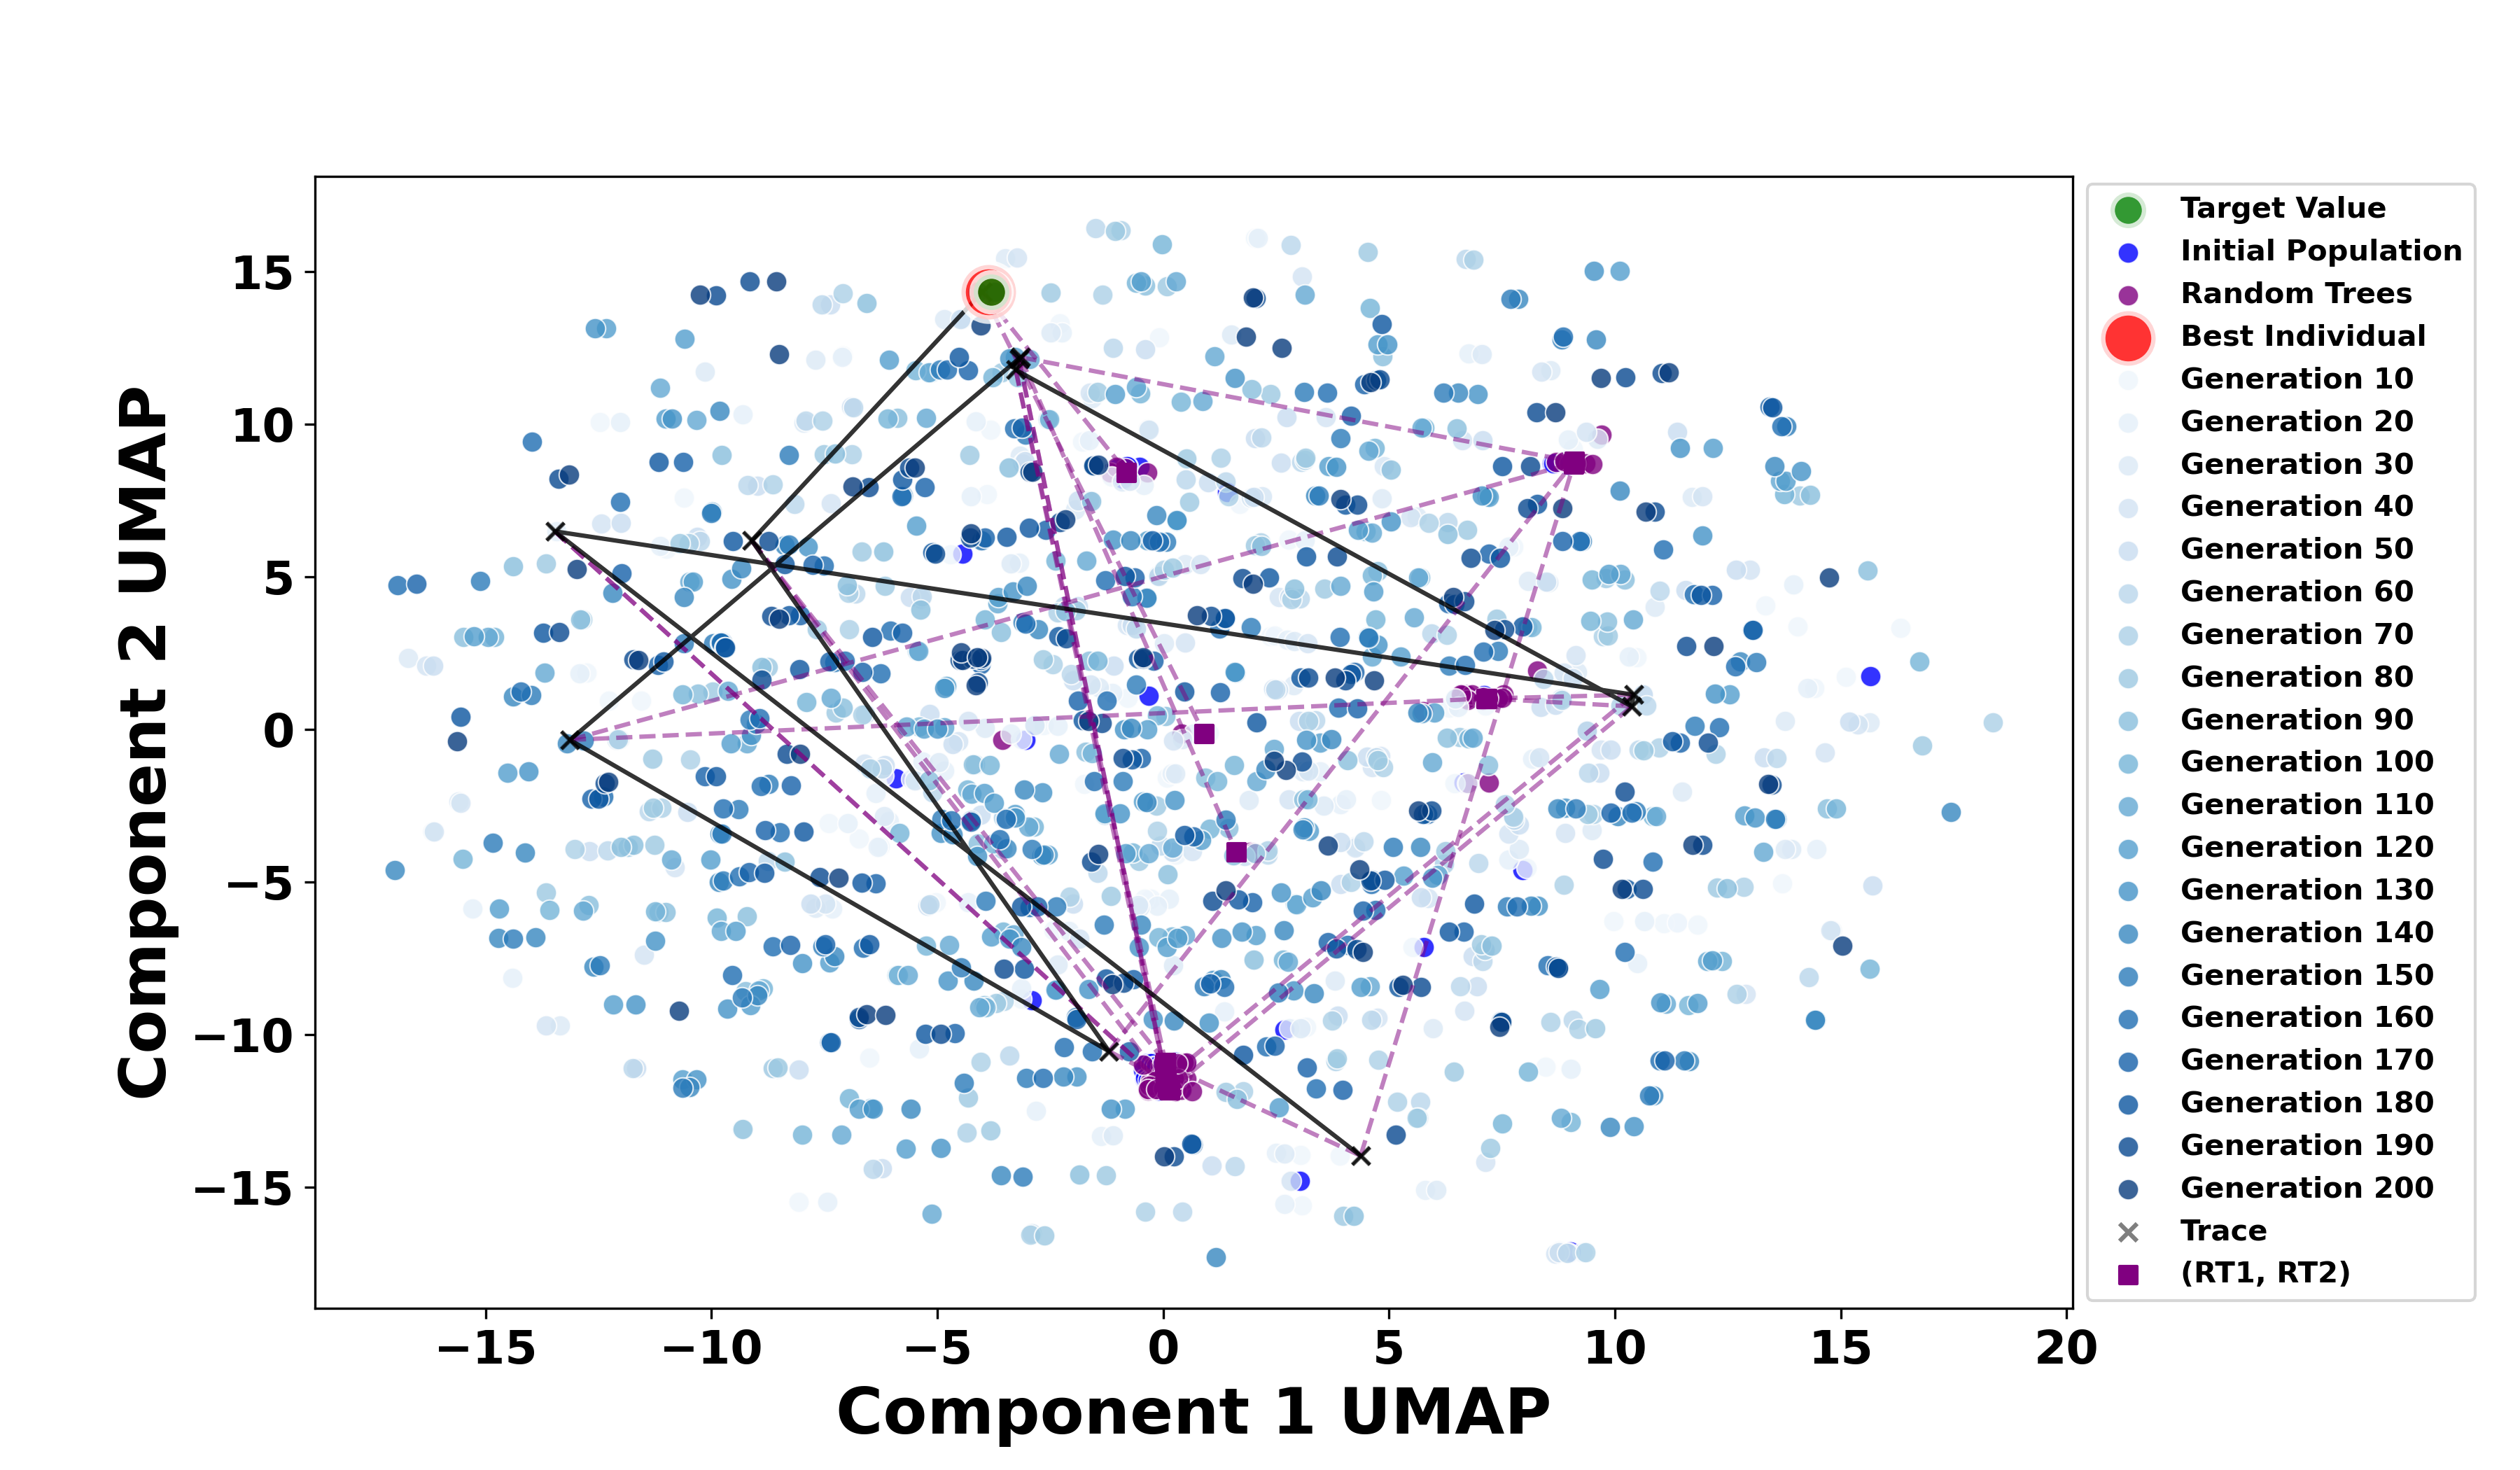 Component 2 UMAP
15
10
5
0
−5
−10
−15
−15
−10
−5
0
5
10
15
20
Component 1 UMAP
Target Value
Initial Population
Random Trees
Best Individual
Generation 10
Generation 20
Generation 30
Generation 40
Generation 50
Generation 60
Generation 70
Generation 80
Generation 90
Generation 100
Generation 110
Generation 120
Generation 130
Generation 140
Generation 150
Generation 160
Generation 170
Generation 180
Generation 190
Generation 200
Trace
(RT1, RT2)